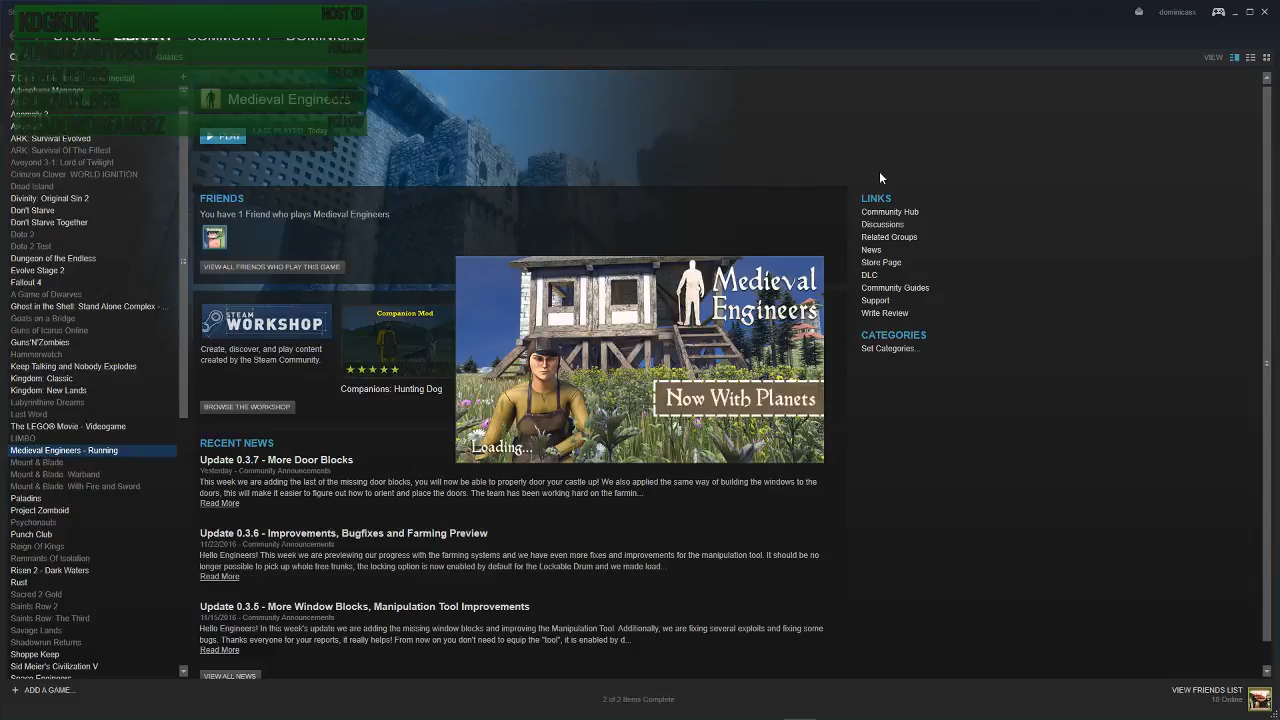 KDGKONE
HOST
dominicasx
STORE LIBRARY COMMUNITY
GAMES
VIEW
ARK: Survival Evolved
ARK: Survival Of The Fittest
Aveyond 3-1: Lord of Twilight
Crimzon Clover WORLD IGNITION
Dead Island
Divinity: Original Sin 2
Don't Starve
Don't Starve Together
Dota 2
Dota 2 Test
Dungeon of the Endless
Evolve Stage 2
Fallout 4
A Game of Dwarves
Ghost in the Shell: Stand Alone Complex - ...
Goats on a Bridge
Guns of Icarus Online
Guns'N'Zombies
Hammerwatch
Keep Talking and Nobody Explodes
Kingdom: Classic
Kingdom: New Lands
Labyrinthine Dreams
Last Word
The LEGO® Movie - Videogame
LIMBO
Medieval Engineers - Running
Mount & Blade
Mount & Blade: Warband
Mount & Blade: With Fire and Sword
Paladins
Project Zomboid
Psychonauts
Punch Club
Reign Of Kings
Remnants Of Isolation
Risen 2 - Dark Waters
Rust
Sacred 2 Gold
Saints Row 2
Saints Row: The Third
Savage Lands
Shadowrun Returns
Shoppe Keep
Sid Meier's Civilization V
Space Engineers
+ ADD A GAME...
Medieval Engineers
PLAY
LAST PLAYED: Today
FRIENDS
You have 1 Friend who plays Medieval Engineers
VIEW ALL FRIENDS WHO PLAY THIS GAME
STEAM WORKSHOP
Create, discover, and play content
created by the Steam Community.
BROWSE THE WORKSHOP
Companion Mod
Companions: Hunting Dog
Medieval
Engineers
Now With Planets
Loading...
RECENT NEWS
Update 0.3.7 - More Door Blocks
Yesterday - Community Announcements
This week we are adding the last of the missing door blocks, you will now be able to properly door your castle up! We also applied the same way of building the windows to the
doors, this will make it easier to figure out how to orient and place the doors. The team has been working hard on the farmin...
Read More
Update 0.3.6 - Improvements, Bugfixes and Farming Preview
11/22/2016 - Community Announcements
Hello Engineers! This week we are previewing our progress with the farming systems and we have even more fixes and improvements for the manipulation tool. It should be no
longer possible to pick up whole tree trunks, the locking option is now enabled by default for the Lockable Drum and we made load...
Read More
Update 0.3.5 - More Window Blocks, Manipulation Tool Improvements
11/15/2016 - Community Announcements
Hello Engineers! In this week's update we are adding the missing window blocks and improving the Manipulation Tool. Additionally, we are fixing several exploits and fixing some
bugs. Thanks everyone for your reports, it really helps! From now on you don't need to equip the "tool", it is enabled by d...
Read More
VIEW ALL NEWS
LINKS
Community Hub
Discussions
Related Groups
News
Store Page
DLC
Community Guides
Support
Write Review
CATEGORIES
Set Categories...
2 of 2 Items Complete
VIEW FRIENDS LIST
18 Online